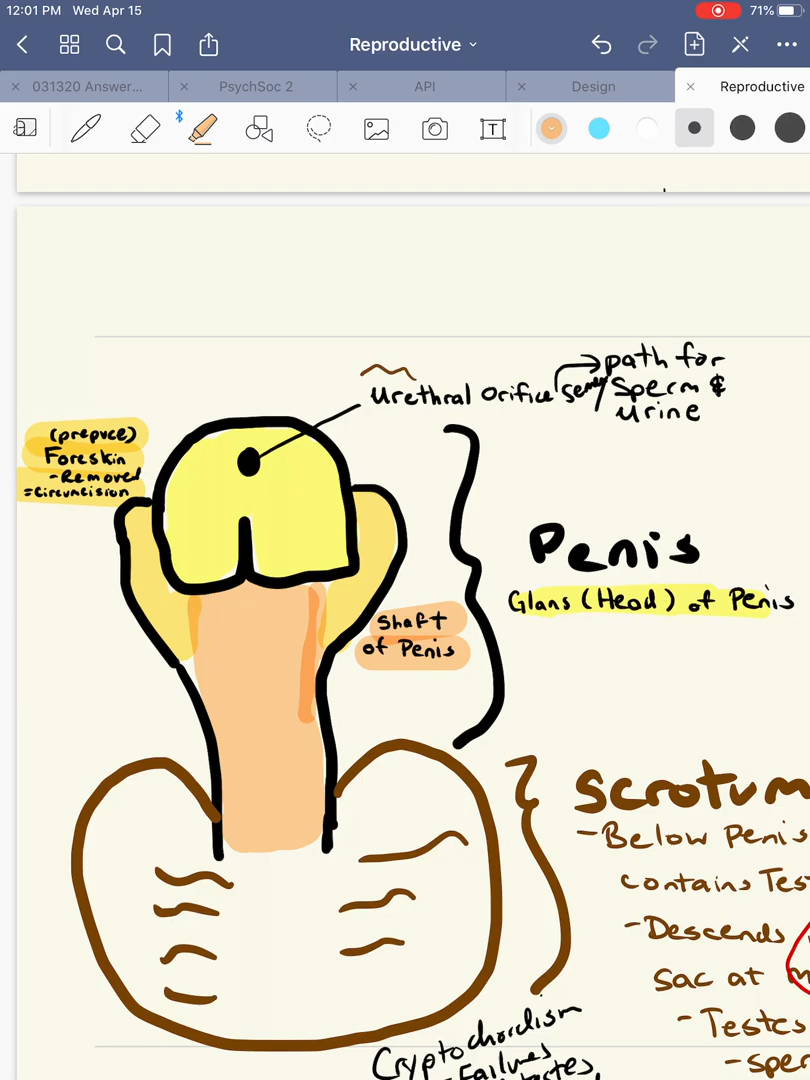 12:01 PM Wed Apr 15
71%
Reproductive
031320 Answer...
PsychSoc 2
API
Design
Reproductive
T
path for
Urethral Orifice
Sperm &
Urine
(prepuce)
Foreskin
- Removed
= Circumcision
Penis
Glans (Head) of Penis
Shaft
of Penis
Scrotum
- Below Penis
contains Tes
- Descends
sac at m
- Testes
- spe
Cryptochordism
- Failures